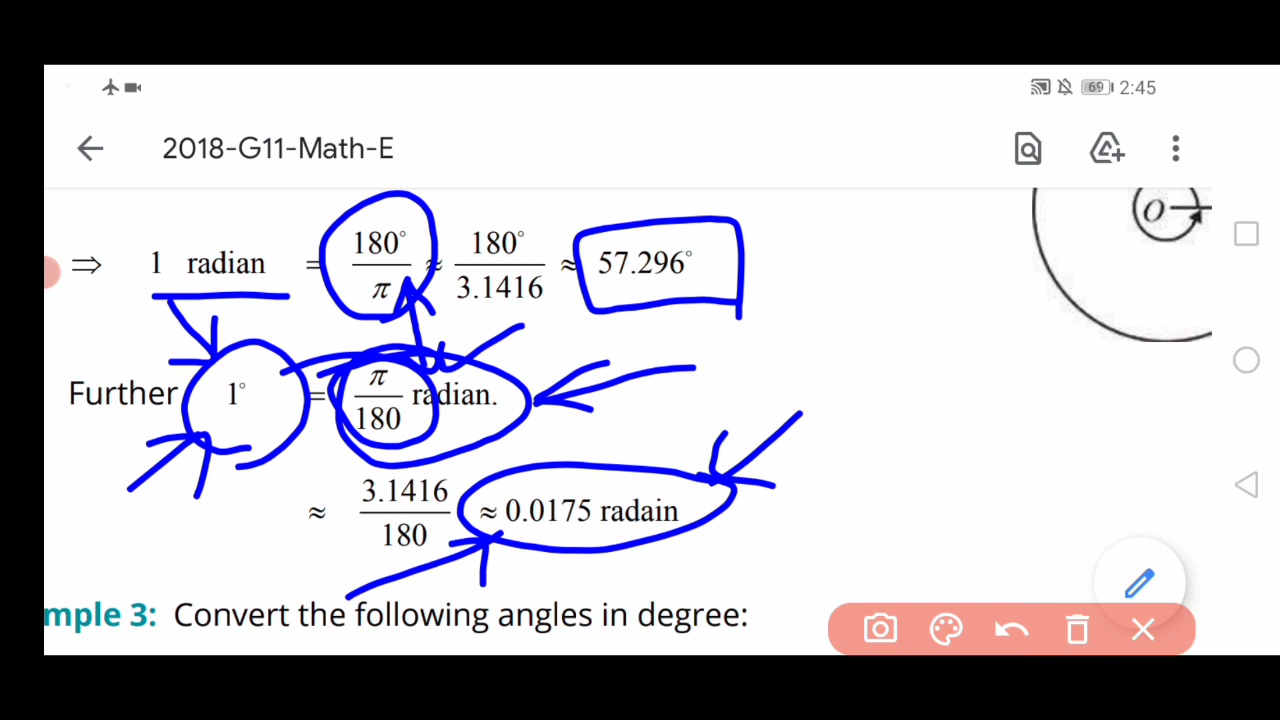 69 2:45
2018-G11-Math-E
⇒ 1 radian = 180°/π ≈ 180°/3.1416 ≈ 57.296°
O
Further 1° = π/180 radian.
≈ 3.1416/180 ≈ 0.0175 radain
mple 3: Convert the following angles in degree: